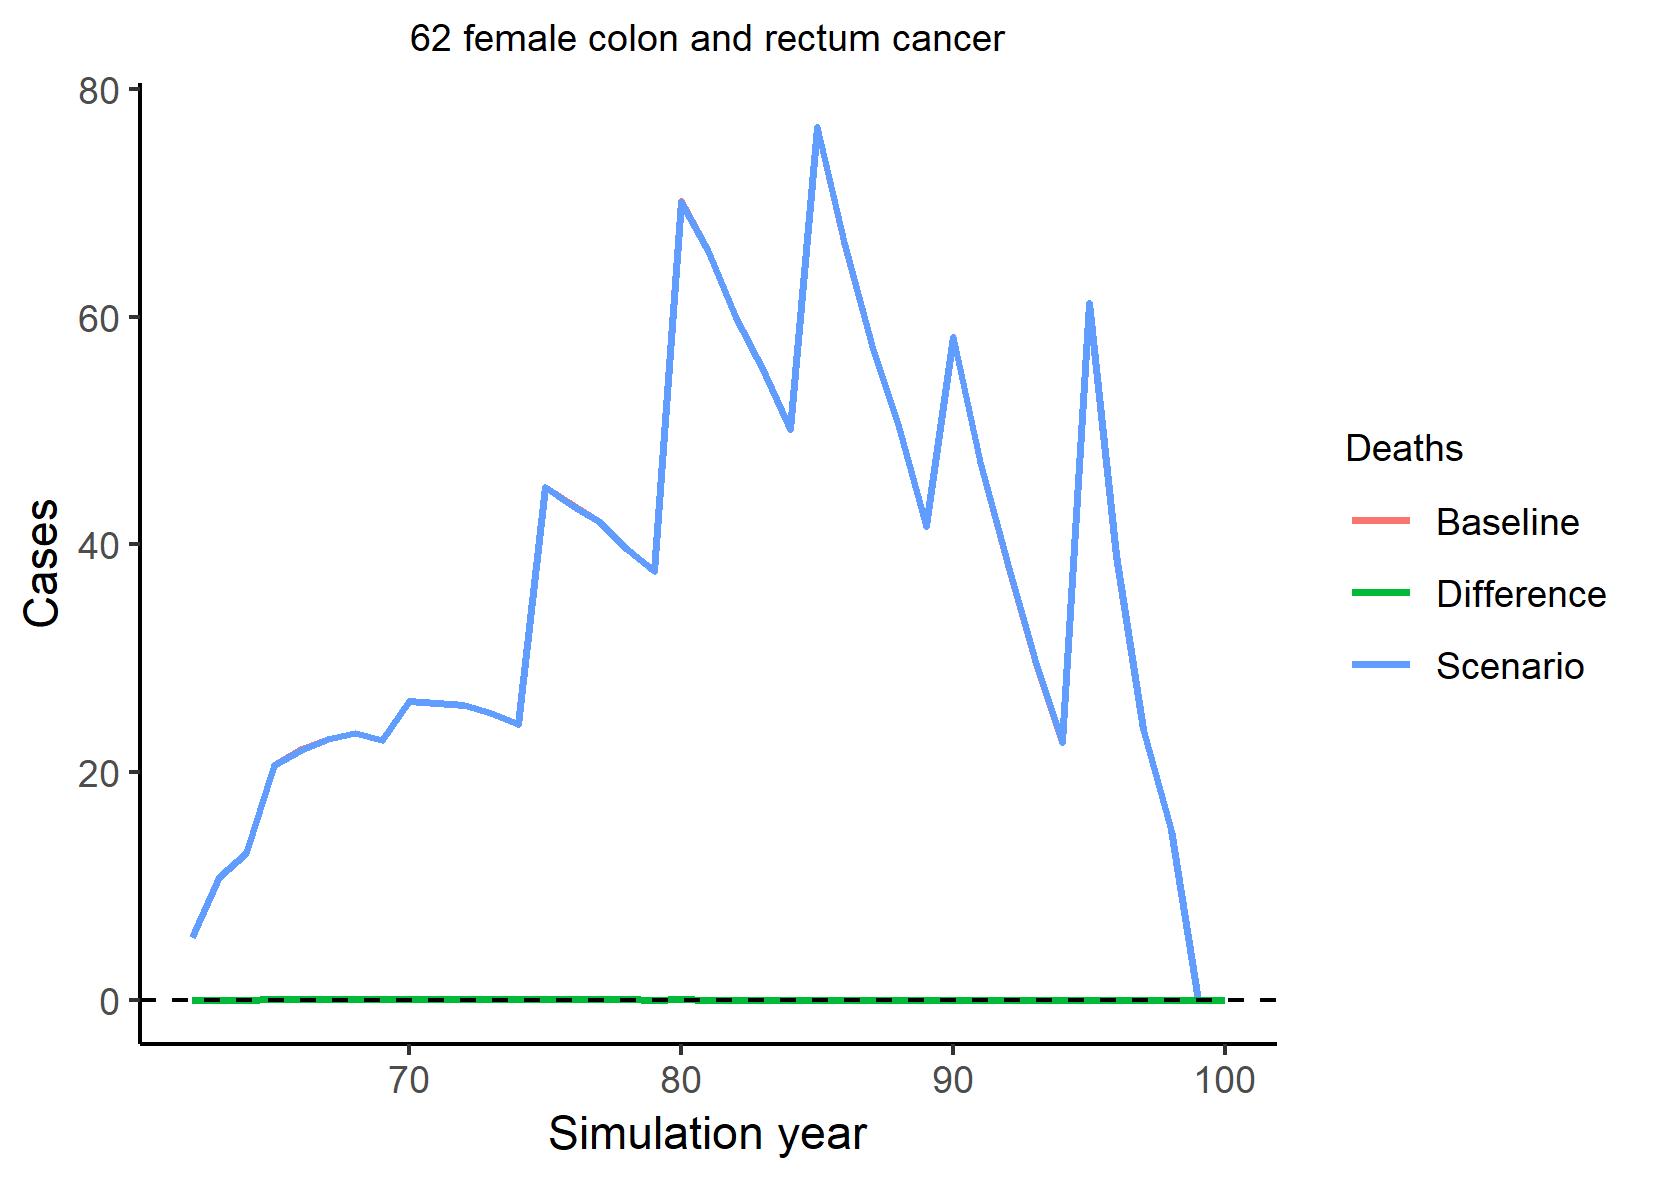 62 female colon and rectum cancer
80
60
40
20
0
Cases
70
80
90
100
Simulation year
Deaths
Baseline
Difference
Scenario